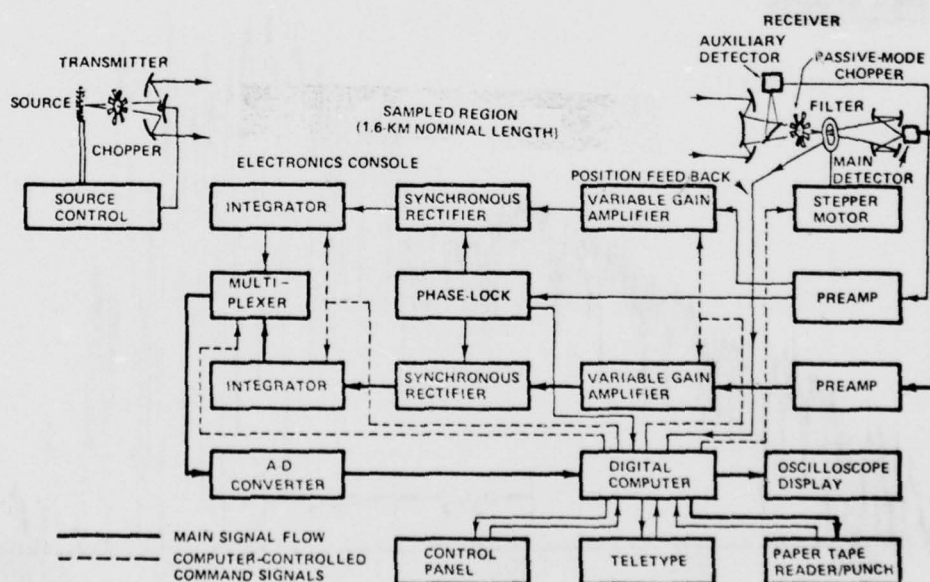 RECEIVER
AUXILIARY
DETECTOR
PASSIVE-MODE
CHOPPER
TRANSMITTER
SOURCE
CHOPPER
SAMPLED REGION
(1.6-KM NOMINAL LENGTH)
FILTER
MAIN
DETECTOR
ELECTRONICS CONSOLE
POSITION FEEDBACK
SOURCE
CONTROL
INTEGRATOR
SYNCHRONOUS
RECTIFIER
VARIABLE GAIN
AMPLIFIER
STEPPER
MOTOR
MULTI-
PLEXER
PHASE-LOCK
PREAMP
INTEGRATOR
SYNCHRONOUS
RECTIFIER
VARIABLE GAIN
AMPLIFIER
PREAMP
A-D
CONVERTER
DIGITAL
COMPUTER
OSCILLOSCOPE
DISPLAY
MAIN SIGNAL FLOW
COMPUTER-CONTROLLED
COMMAND SIGNALS
CONTROL
PANEL
TELETYPE
PAPER TAPE
READER/PUNCH